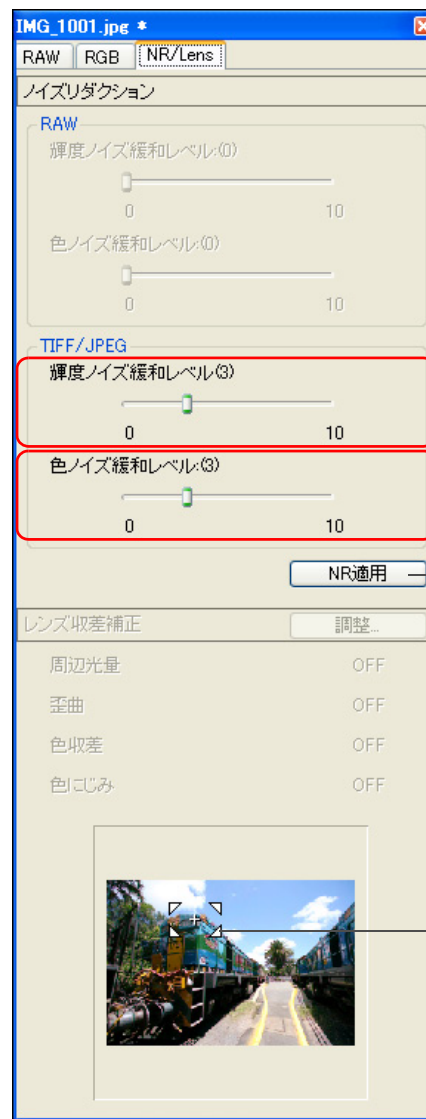 IMG_1001.jpg *
RAW RGB NR/Lens
ノイズリダクション
RAW
輝度ノイズ緩和レベル:(0)
0 10
色ノイズ緩和レベル:(0)
0 10
TIFF/JPEG
輝度ノイズ緩和レベル(3)
0 10
色ノイズ緩和レベル:(3)
0 10
NR適用
レンズ収差補正 調整...
周辺光量 OFF
歪曲 OFF
色収差 OFF
色にじみ OFF